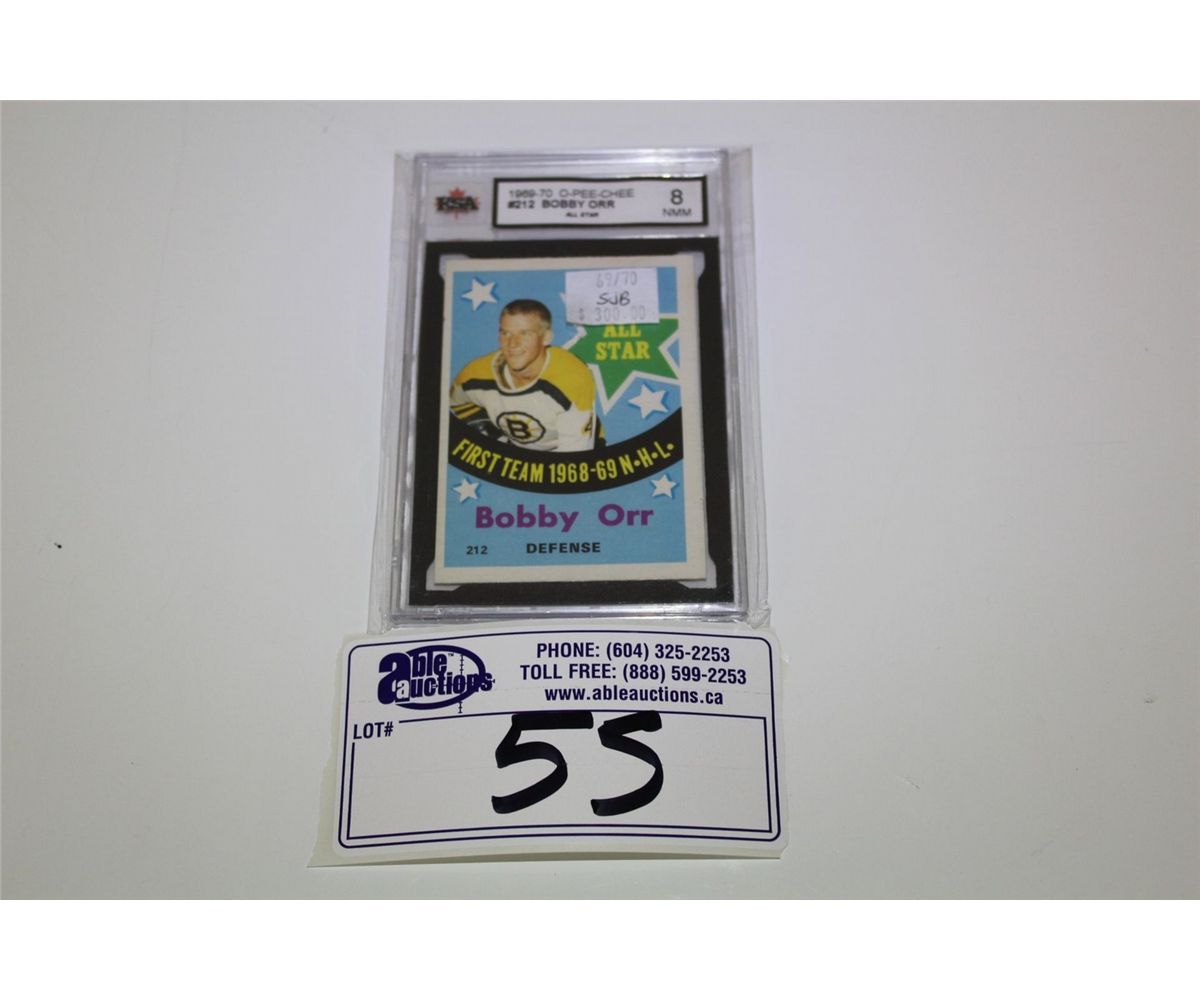 KSA
1969-70 O-PEE-CHEE
#212 BOBBY ORR
ALL STAR
8
NMM
69/70
SJB
$ 300.00
ALL
STAR
B
4
FIRST TEAM 1968-69 N·H·L·
Bobby Orr
212 DEFENSE
able™
auctions
PHONE: (604) 325-2253
TOLL FREE: (888) 599-2253
www.ableauctions.ca
LOT#
55